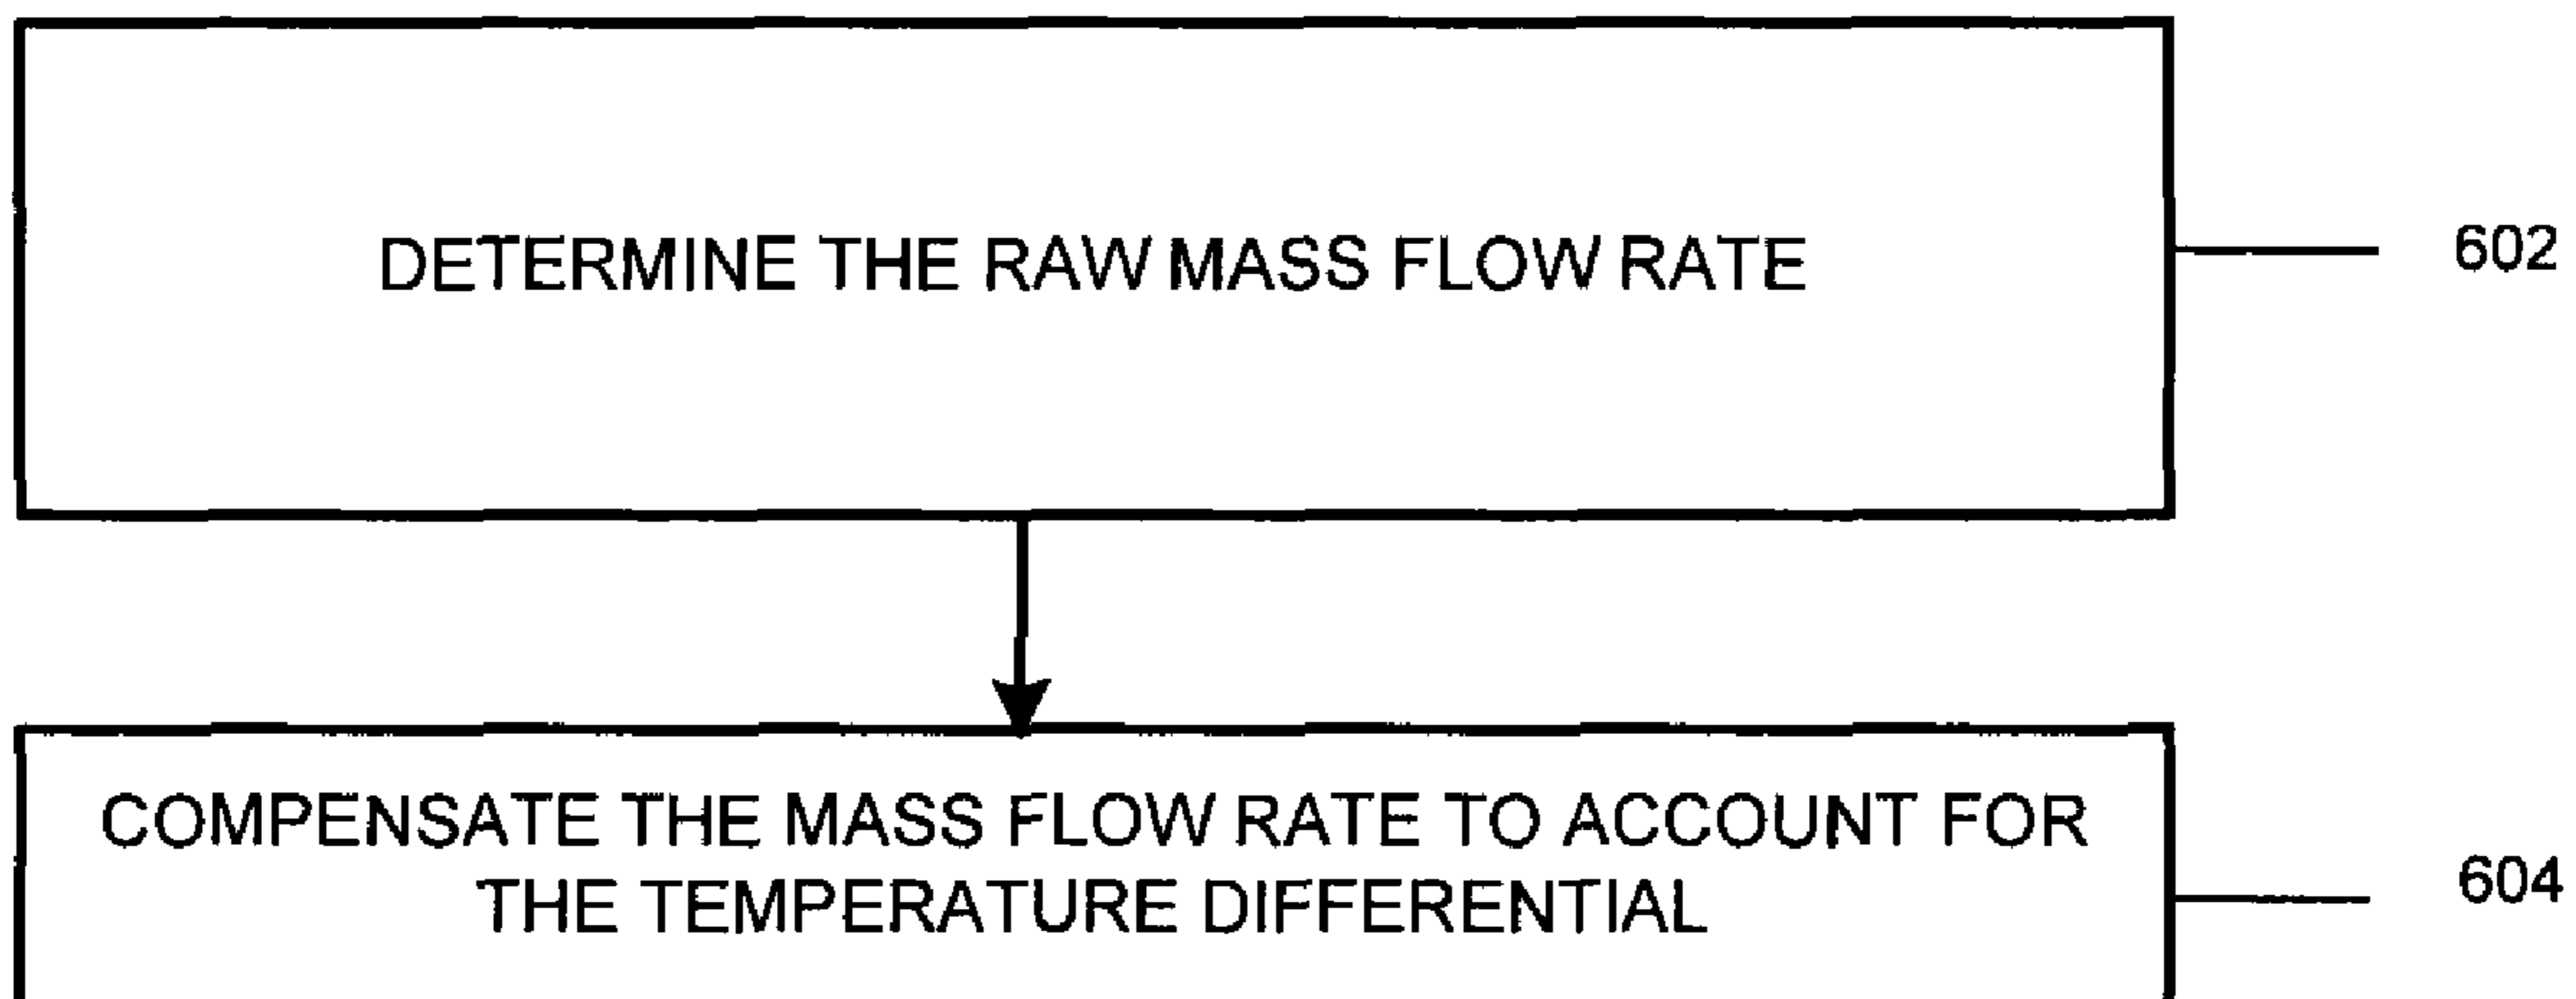 DETERMINE THE RAW MASS FLOW RATE
602
COMPENSATE THE MASS FLOW RATE TO ACCOUNT FOR
THE TEMPERATURE DIFFERENTIAL
604